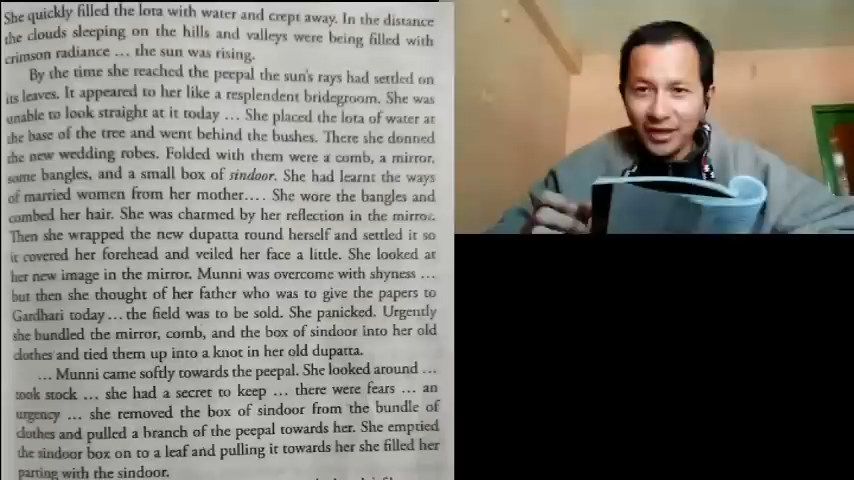 She quickly filled the lota with water and crept away. In the distance
the clouds sleeping on the hills and valleys were being filled with
crimson radiance ... the sun was rising.
By the time she reached the peepal the sun's rays had settled on
its leaves. It appeared to her like a resplendent bridegroom. She was
unable to look straight at it today ... She placed the lota of water at
the base of the tree and went behind the bushes. There she donned
the new wedding robes. Folded with them were a comb, a mirror,
some bangles, and a small box of sindoor. She had learnt the ways
of married women from her mother.... She wore the bangles and
combed her hair. She was charmed by her reflection in the mirror.
Then she wrapped the new dupatta round herself and settled it so
it covered her forehead and veiled her face a little. She looked at
her new image in the mirror. Munni was overcome with shyness ...
but then she thought of her father who was to give the papers to
Gardhari today ... the field was to be sold. She panicked. Urgently
she bundled the mirror, comb, and the box of sindoor into her old
clothes and tied them up into a knot in her old dupatta.
... Munni came softly towards the peepal. She looked around ...
took stock ... she had a secret to keep ... there were fears ... an
urgency ... she removed the box of sindoor from the bundle of
clothes and pulled a branch of the peepal towards her. She emptied
the sindoor box on to a leaf and pulling it towards her she filled her
parting with the sindoor.